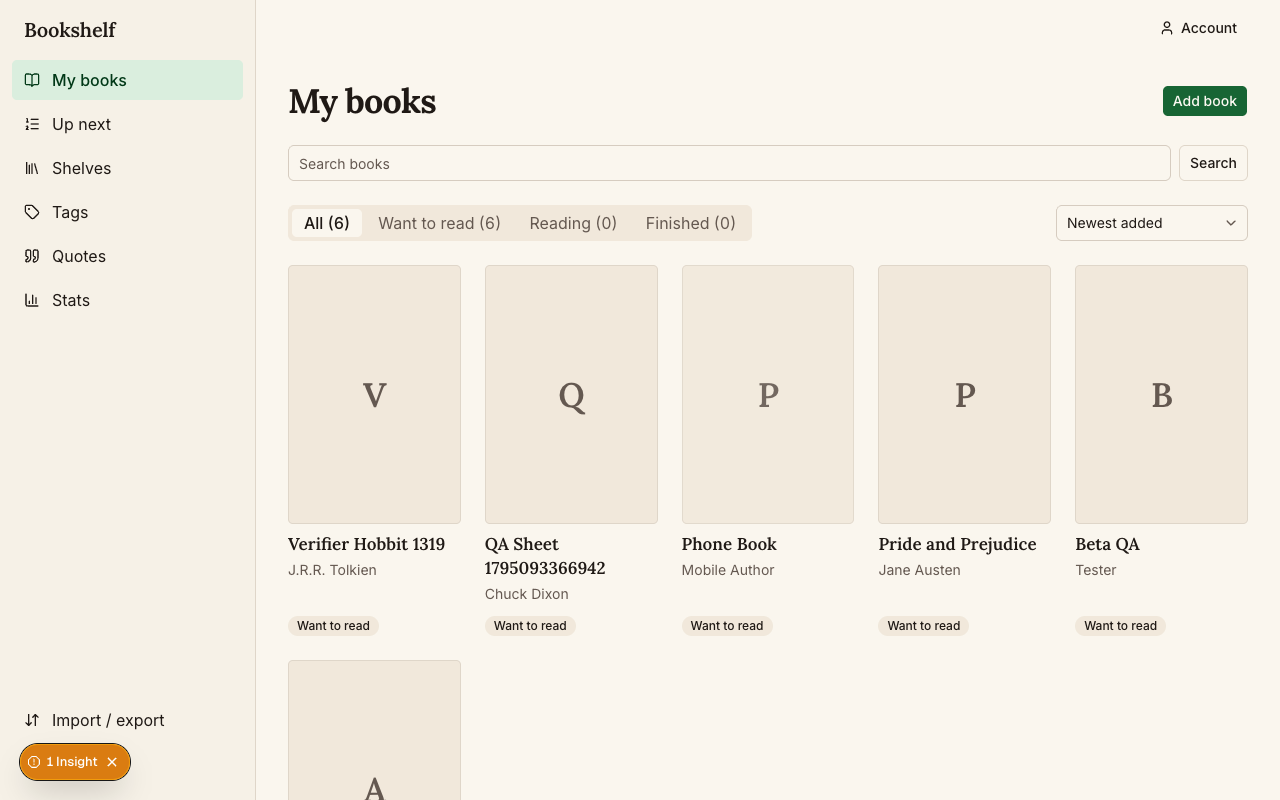 Bookshelf
Account
My books
Up next
Shelves
Tags
Quotes
Stats
Import / export
1 Insight
My books
Add book
Search books
Search
All (6)
Want to read (6)
Reading (0)
Finished (0)
Newest added
V
Q
P
P
B
Verifier Hobbit 1319
J.R.R. Tolkien
Want to read
QA Sheet
1795093366942
Chuck Dixon
Want to read
Phone Book
Mobile Author
Want to read
Pride and Prejudice
Jane Austen
Want to read
Beta QA
Tester
Want to read
A